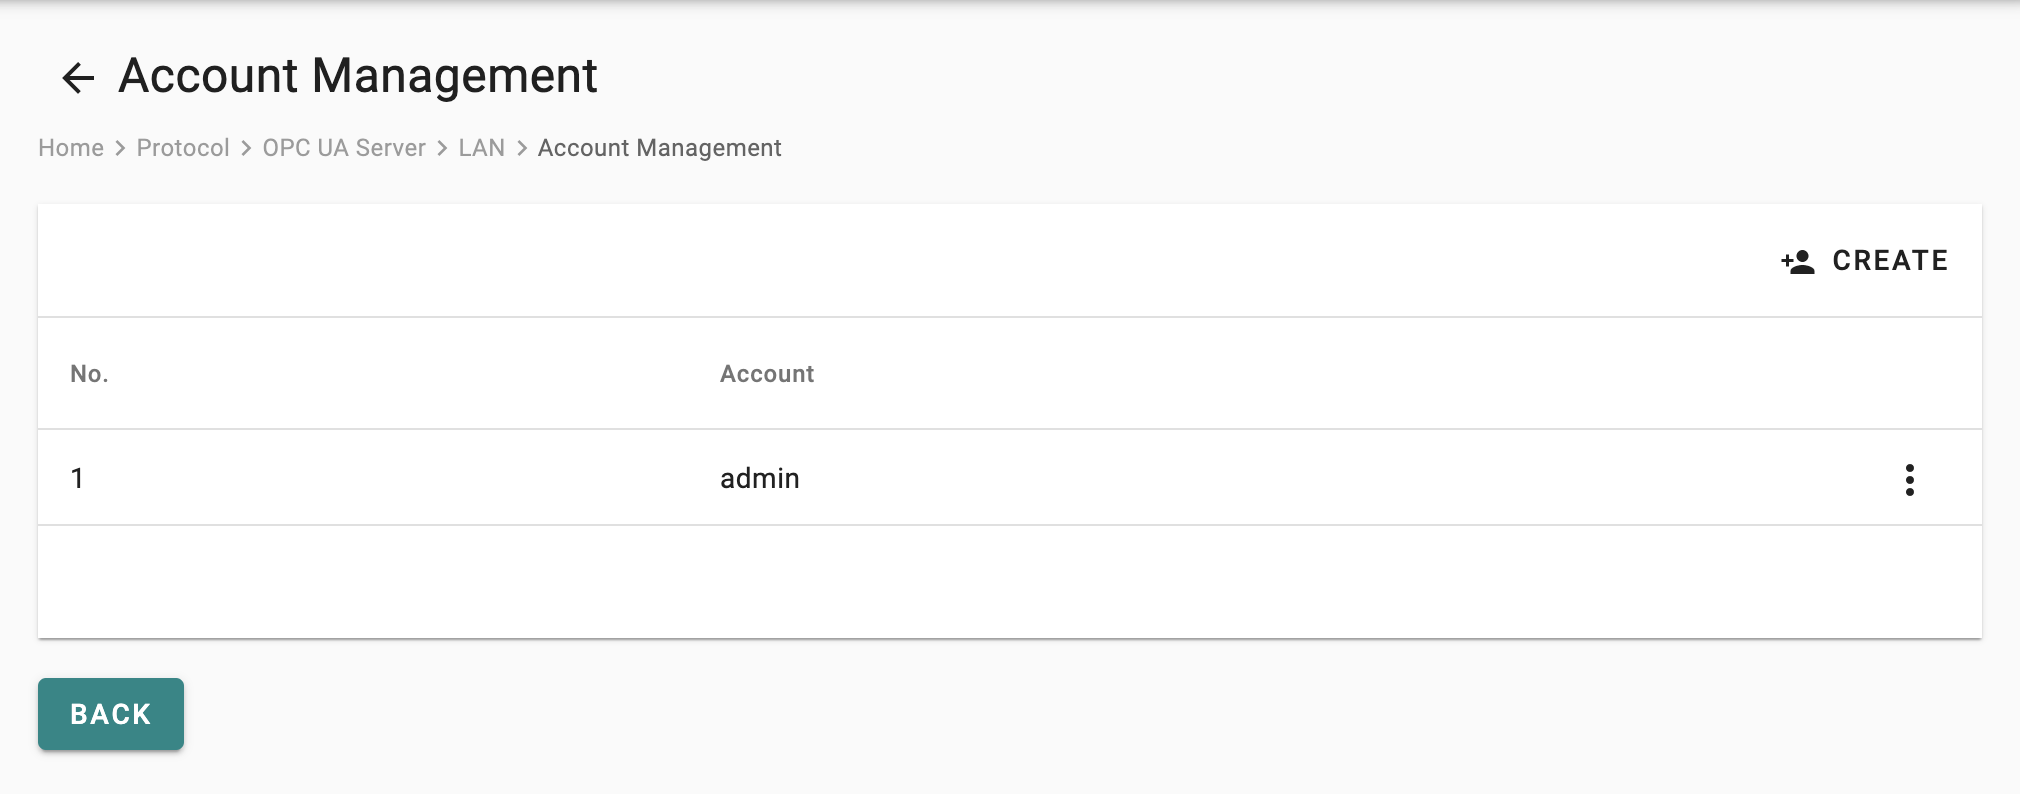 Account Management
Home > Protocol > OPC UA Server > LAN > Account Management
CREATE
No. Account
1 admin
BACK